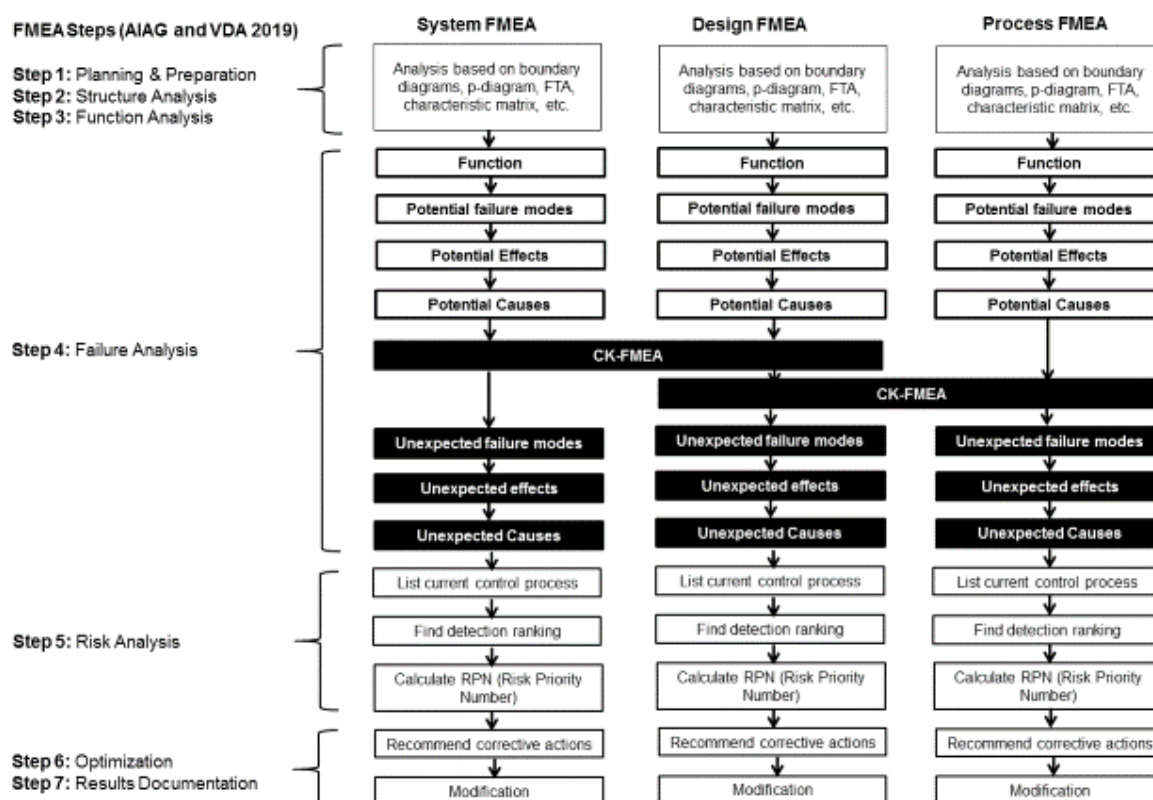 FMEA Steps (AIAG and VDA 2019)
System FMEA
Design FMEA
Process FMEA
Step 1: Planning & Preparation
Step 2: Structure Analysis
Step 3: Function Analysis
Analysis based on boundary
diagrams, p-diagram, FTA,
characteristic matrix, etc.
Analysis based on boundary
diagrams, p-diagram, FTA,
characteristic matrix, etc.
Analysis based on boundary
diagrams, p-diagram, FTA,
characteristic matrix, etc.
Step 4: Failure Analysis
Function
Function
Function
Potential failure modes
Potential failure modes
Potential failure modes
Potential Effects
Potential Effects
Potential Effects
Potential Causes
Potential Causes
Potential Causes
CK-FMEA
CK-FMEA
Unexpected failure modes
Unexpected failure modes
Unexpected failure modes
Unexpected effects
Unexpected effects
Unexpected effects
Unexpected Causes
Unexpected Causes
Unexpected Causes
Step 5: Risk Analysis
List current control process
List current control process
List current control process
Find detection ranking
Find detection ranking
Find detection ranking
Calculate RPN (Risk Priority
Number)
Calculate RPN (Risk Priority
Number)
Calculate RPN (Risk Priority
Number)
Step 6: Optimization
Step 7: Results Documentation
Recommend corrective actions
Recommend corrective actions
Recommend corrective actions
Modification
Modification
Modification